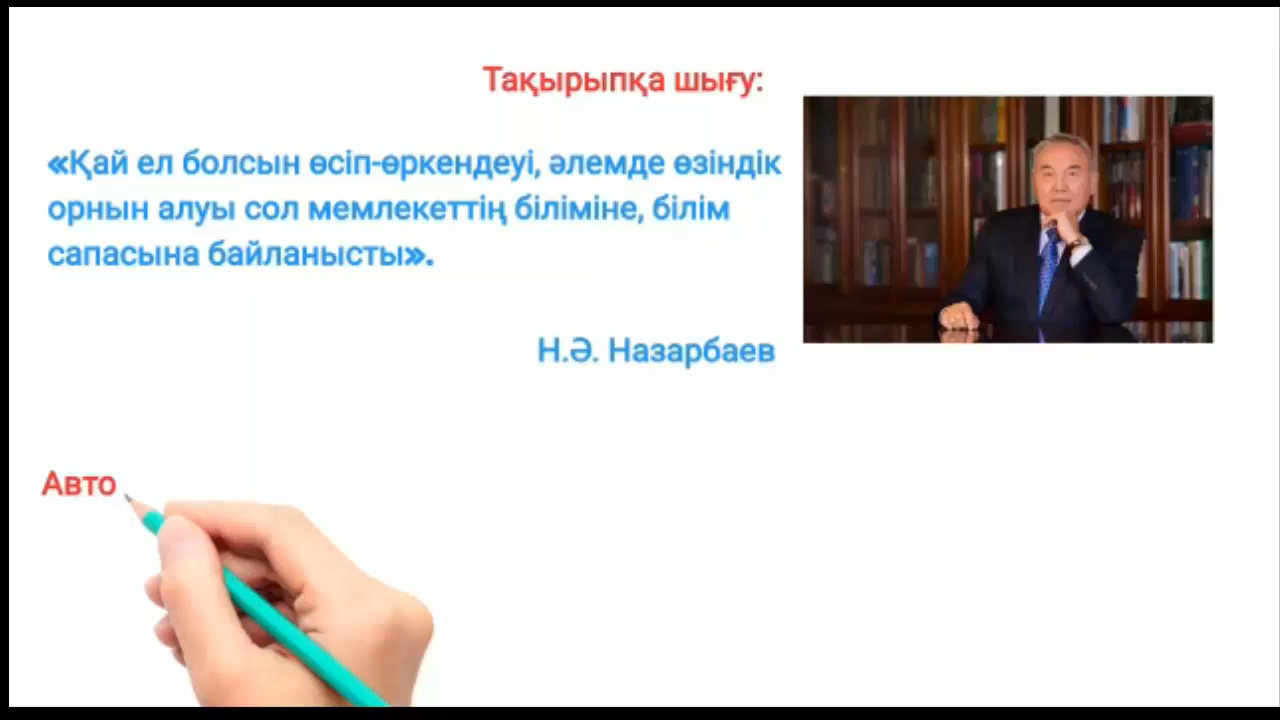 Тақырыпқа шығу:
«Қай ел болсын өсіп-өркендеуі, әлемде өзіндік
орнын алуы сол мемлекеттің біліміне, білім
сапасына байланысты».
Н.Ә. Назарбаев
Авто